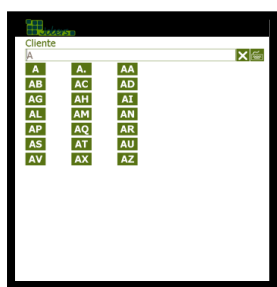 Cliente
A
A A. AA
AB AC AD
AG AH AI
AL AM AN
AP AQ AR
AS AT AU
AV AX AZ